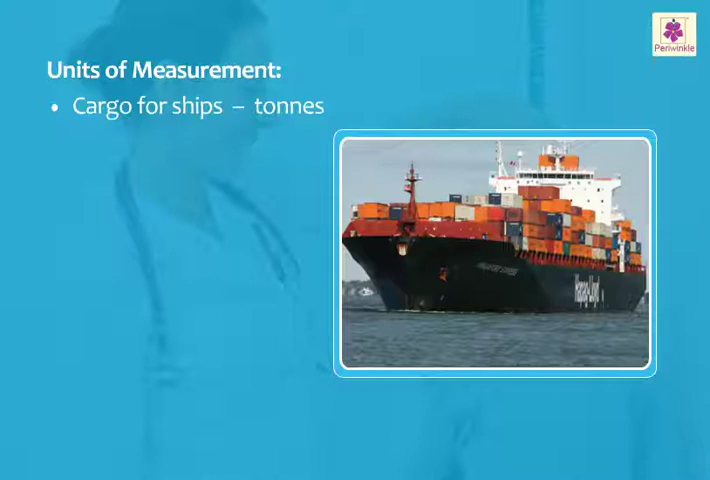 Periwinkle
Units of Measurement:
• Cargo for ships – tonnes
Hapag-Lloyd